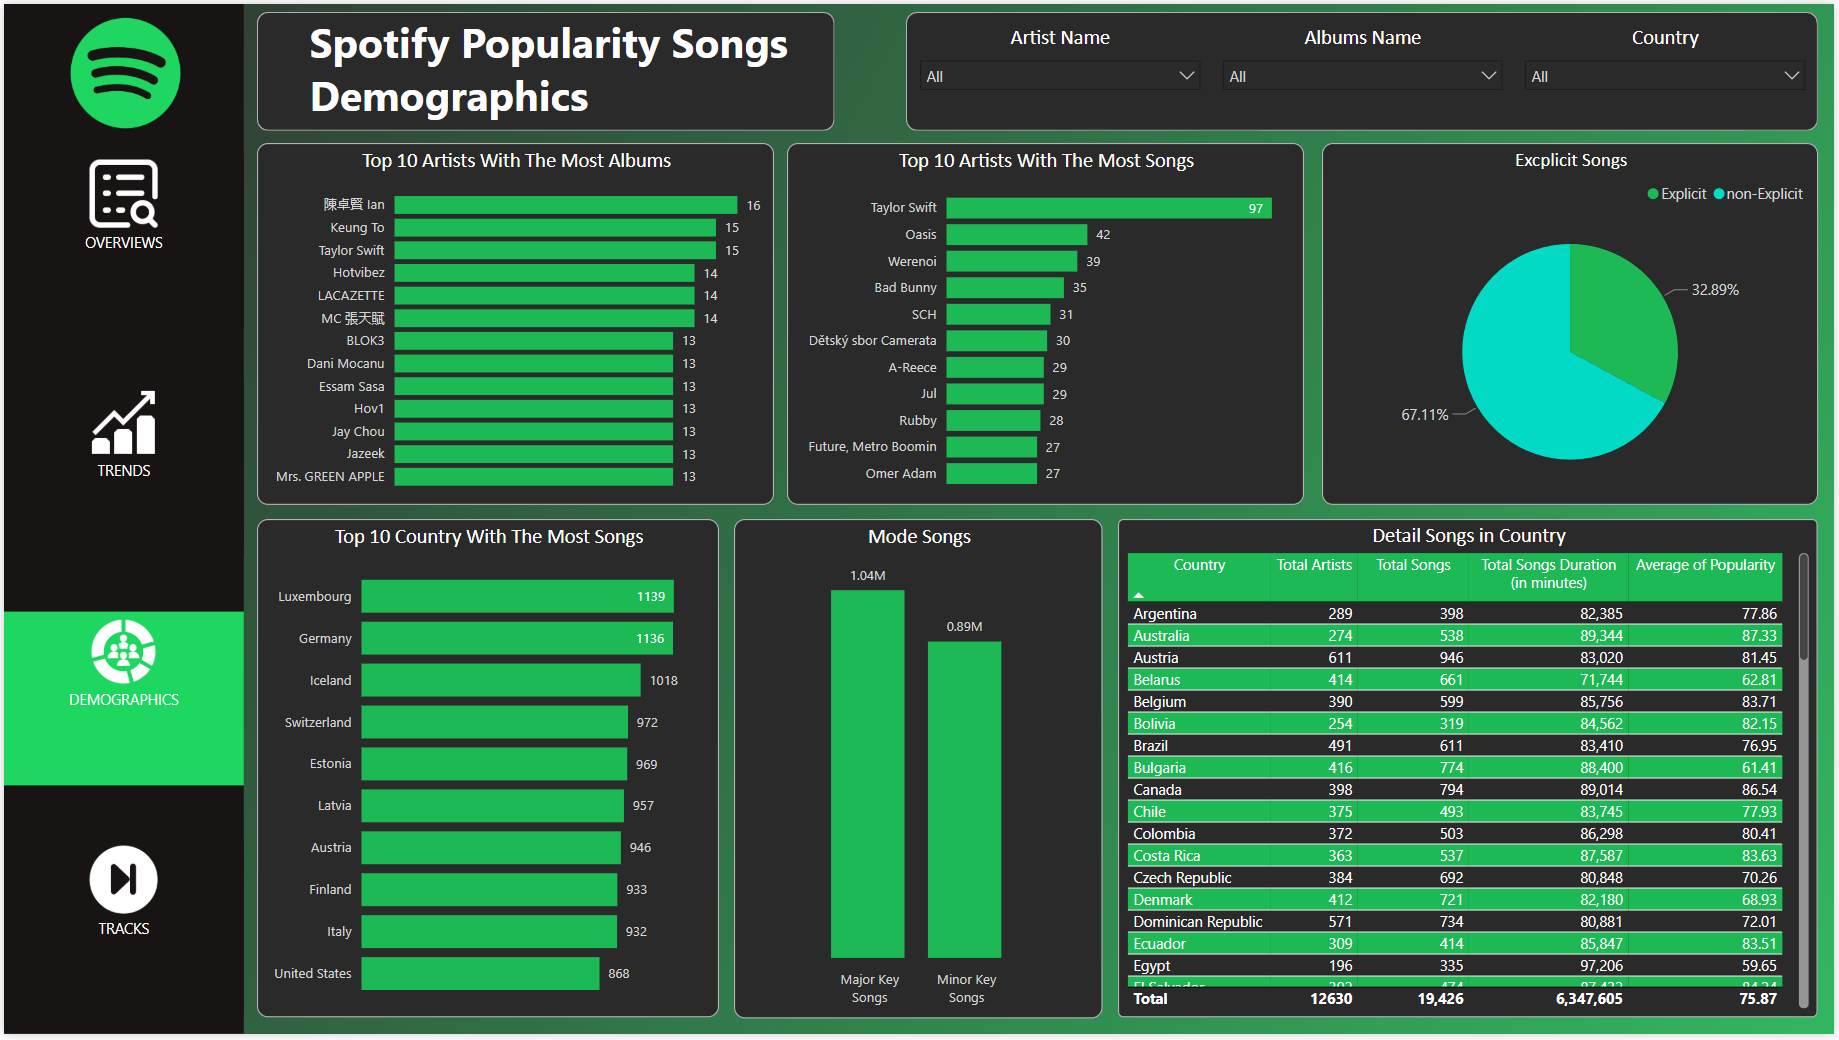 Spotify Popularity Songs
Demographics
Artist Name
All
Albums Name
All
Country
All
OVERVIEWS
TRENDS
DEMOGRAPHICS
TRACKS
Top 10 Artists With The Most Albums
陳卓賢 Ian 16
Keung To 15
Taylor Swift 15
Hotvibez 14
LACAZETTE 14
MC 張天賦 14
BLOK3 13
Dani Mocanu 13
Essam Sasa 13
Hov1 13
Jay Chou 13
Jazeek 13
Mrs. GREEN APPLE 13
Top 10 Artists With The Most Songs
Taylor Swift 97
Oasis 42
Werenoi 39
Bad Bunny 35
SCH 31
Dětský sbor Camerata 30
A-Reece 29
Jul 29
Rubby 28
Future, Metro Boomin 27
Omer Adam 27
Excplicit Songs
Explicit non-Explicit
32.89%
67.11%
Top 10 Country With The Most Songs
Luxembourg 1139
Germany 1136
Iceland 1018
Switzerland 972
Estonia 969
Latvia 957
Austria 946
Finland 933
Italy 932
United States 868
Mode Songs
1.04M
0.89M
Major Key
Songs
Minor Key
Songs
Detail Songs in Country
Country Total Artists Total Songs Total Songs Duration Average of Popularity
(in minutes)
Argentina 289 398 82,385 77.86
Australia 274 538 89,344 87.33
Austria 611 946 83,020 81.45
Belarus 414 661 71,744 62.81
Belgium 390 599 85,756 83.71
Bolivia 254 319 84,562 82.15
Brazil 491 611 83,410 76.95
Bulgaria 416 774 88,400 61.41
Canada 398 794 89,014 86.54
Chile 375 493 83,745 77.93
Colombia 372 503 86,298 80.41
Costa Rica 363 537 87,587 83.63
Czech Republic 384 692 80,848 70.26
Denmark 412 721 82,180 68.93
Dominican Republic 571 734 80,881 72.01
Ecuador 309 414 85,847 83.51
Egypt 196 335 97,206 59.65
Total 12630 19,426 6,347,605 75.87